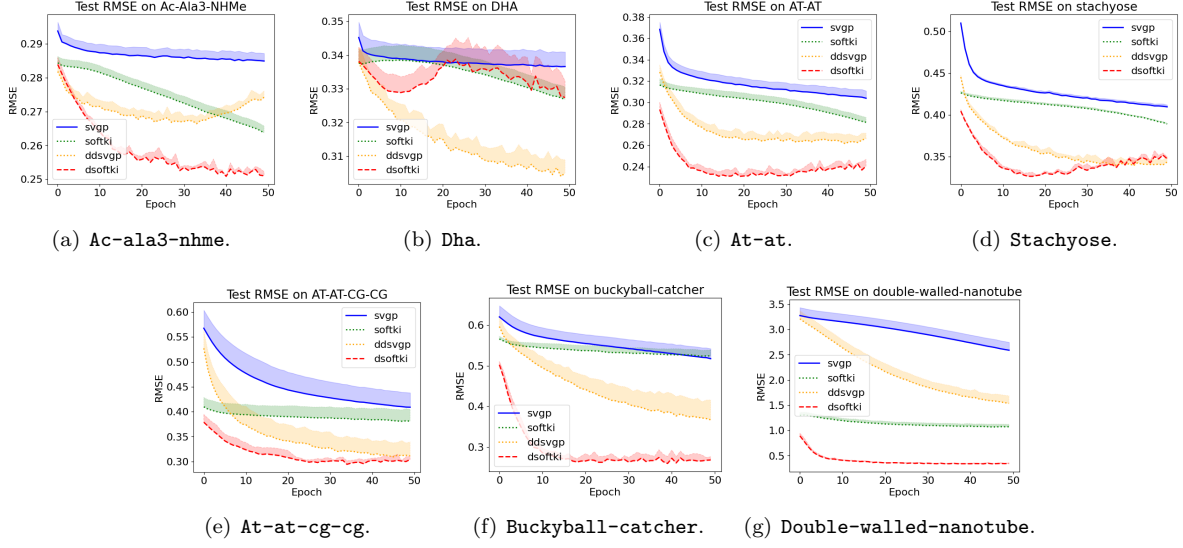 Test RMSE on Ac-Ala3-NHMe
RMSE
0.29
0.28
0.27
0.26
0.25
svgp
softki
ddsvgp
dsoftki
0 10 20 30 40 50
Epoch
(a) Ac-ala3-nhme.
Test RMSE on DHA
RMSE
0.35
0.34
0.33
0.32
0.31
svgp
softki
ddsvgp
dsoftki
0 10 20 30 40 50
Epoch
(b) Dha.
Test RMSE on AT-AT
RMSE
0.38
0.36
0.34
0.32
0.30
0.28
0.26
0.24
svgp
softki
ddsvgp
dsoftki
0 10 20 30 40 50
Epoch
(c) At-at.
Test RMSE on stachyose
RMSE
0.50
0.45
0.40
0.35
svgp
softki
ddsvgp
dsoftki
0 10 20 30 40 50
Epoch
(d) Stachyose.
Test RMSE on AT-AT-CG-CG
RMSE
0.60
0.55
0.50
0.45
0.40
0.35
0.30
svgp
softki
ddsvgp
dsoftki
0 10 20 30 40 50
Epoch
(e) At-at-cg-cg.
Test RMSE on buckyball-catcher
RMSE
0.6
0.5
0.4
0.3
svgp
softki
ddsvgp
dsoftki
0 10 20 30 40 50
Epoch
(f) Buckyball-catcher.
Test RMSE on double-walled-nanotube
RMSE
3.5
3.0
2.5
2.0
1.5
1.0
0.5
svgp
softki
ddsvgp
dsoftki
0 10 20 30 40 50
Epoch
(g) Double-walled-nanotube.